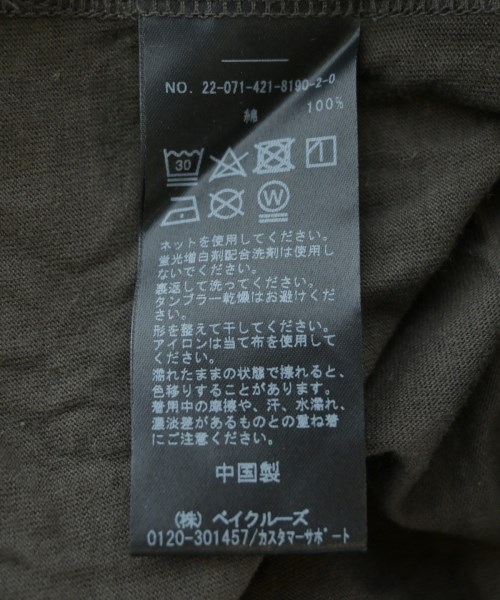 NO. 22-071-421-8190-2-0
綿 100%
30
W
ネットを使用してください。
蛍光増白剤配合洗剤は使用し
ないでください。
裏返して洗ってください。
タンブラー乾燥はお避けくだ
さい。
形を整えて干してください。
アイロンは当て布を使用して
ください。
濡れたままの状態で擦れると、
色移りすることがあります。
着用中の摩擦や、汗、水濡れ、
濃淡差があるものとの重ね着
にご注意ください。
中国製
(株) ベイクルーズ
0120-301457/カスタマーサポート